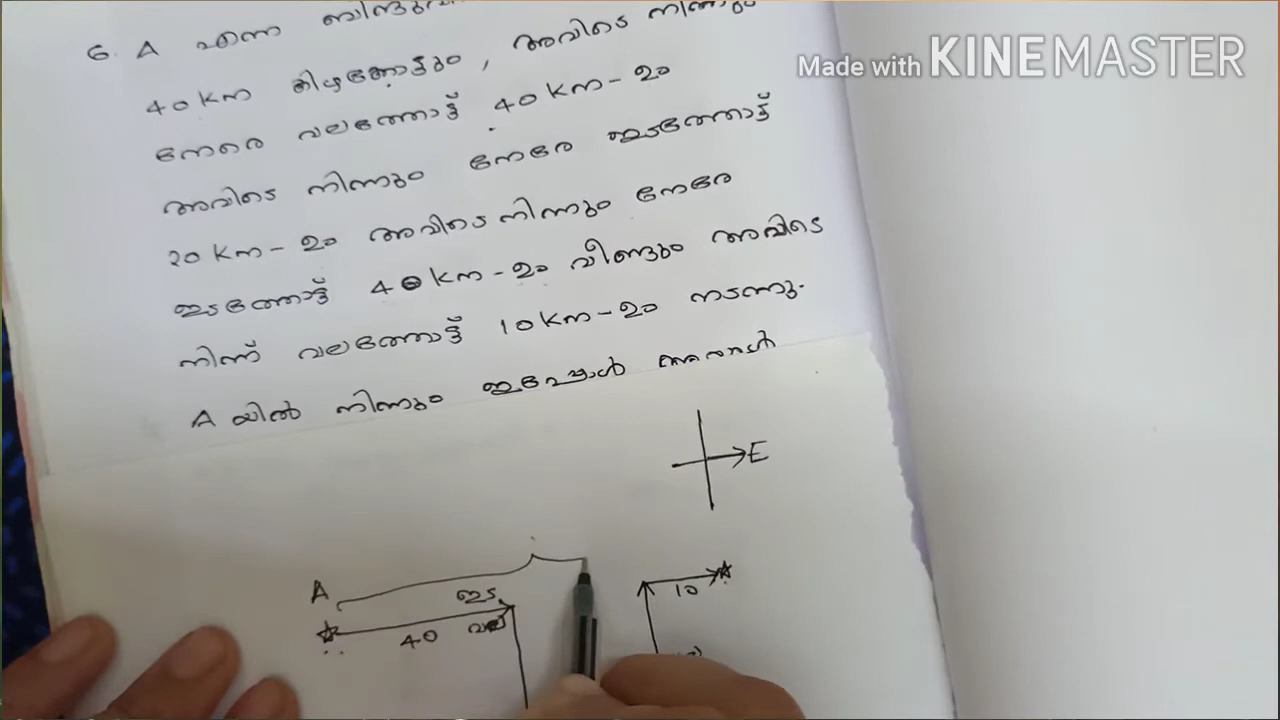 Made with KINEMASTER
6. A എന്ന
40 KM കിഴക്കോട്ടും, അവിടെ നിന്നും
നേരെ വലത്തോട്ട് 40 KM - ഉം
അവിടെ നിന്നും നേരേ ഇടത്തോട്ട്
20 KM - ഉം അവിടെ നിന്നും നേരേ
ഇടത്തോട്ട് 40 KM - ഉം വീണ്ടും അവിടെ
നിന്ന് വലത്തോട്ട് 10 KM - ഉം നടന്നു.
A യിൽ നിന്നും ഇപ്പോൾ അയാൾ
E
A ഇട
40 വല
10